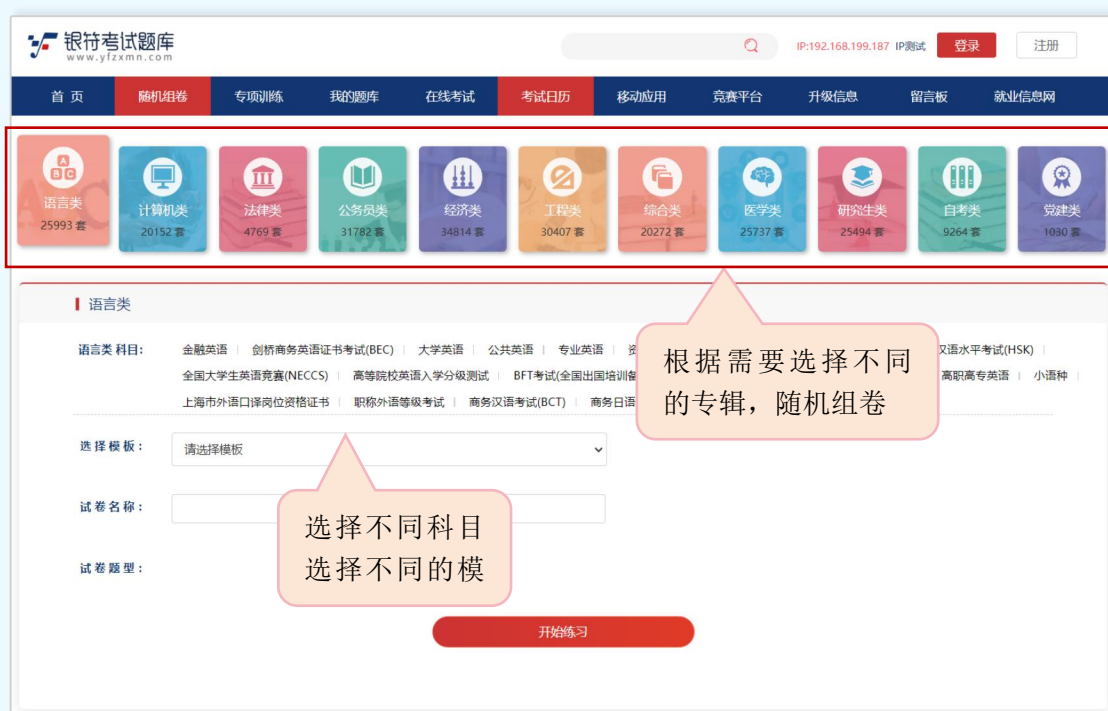 银符考试题库
www.yfzxmn.com
IP:192.168.199.187 IP测试 登录 注册
首 页 随机组卷 专项训练 我的题库 在线考试 考试日历 移动应用 竞赛平台 升级信息 留言板 就业信息网
语言类 计算机类 法律类 公务员类 经济类 工程类 综合类 医学类 研究生类 自考类 党建类
25993 套 20152 套 4769 套 31782 套 34814 套 30407 套 20272 套 25737 套 25494 套 9264 套 1030 套
语言类
语言类 科目: 金融英语 | 剑桥商务英语证书考试(BEC) | 大学英语 | 公共英语 | 专业英语 | 汉语水平考试(HSK) |
全国大学生英语竞赛(NECCS) | 高等院校英语入学分级测试 | BFT考试(全国出国培训备 高职高专英语 | 小语种 |
上海市外语口译岗位资格证书 | 职称外语等级考试 | 商务汉语考试(BCT) | 商务日语
根据需要选择不同
的专辑，随机组卷
选择模板: 请选择模板
试卷名称:
选择不同科目
选择不同的模
试卷题型:
开始练习